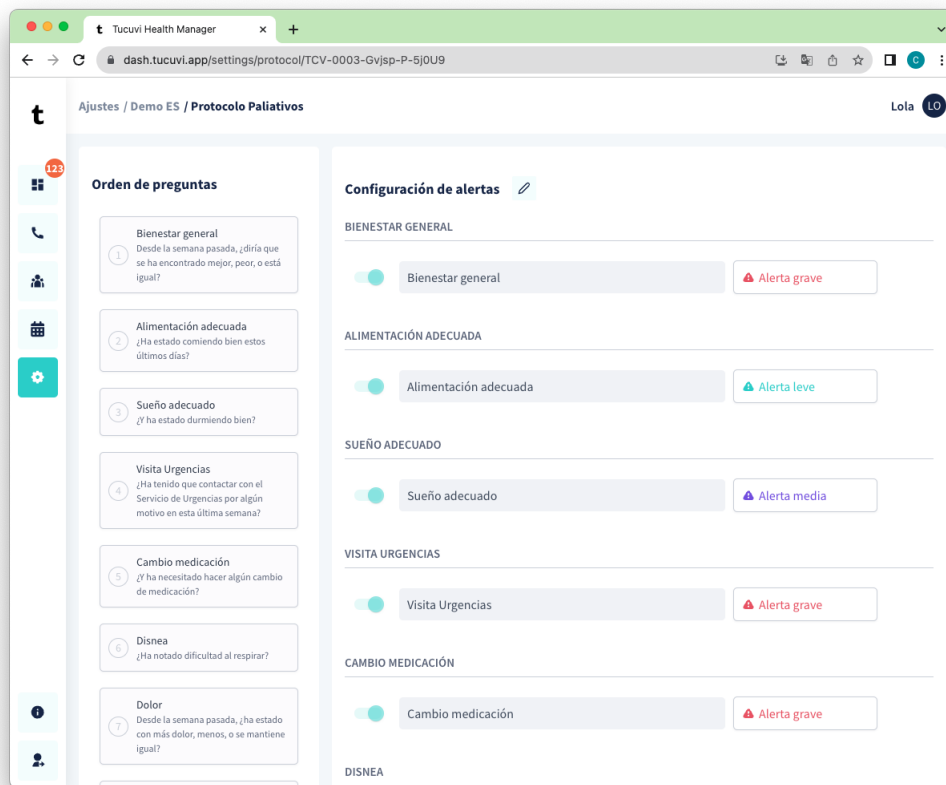 t Tucuvi Health Manager
dash.tucuvi.app/settings/protocol/TCV-0003-Gvjsp-P-5j0U9
C
t
Ajustes / Demo ES / Protocolo Paliativos
Lola LO
123
Orden de preguntas
1
Bienestar general
Desde la semana pasada, ¿diría que
se ha encontrado mejor, peor, o está
igual?
2
Alimentación adecuada
¿Ha estado comiendo bien estos
últimos días?
3
Sueño adecuado
¿Y ha estado durmiendo bien?
4
Visita Urgencias
¿Ha tenido que contactar con el
Servicio de Urgencias por algún
motivo en esta última semana?
5
Cambio medicación
¿Y ha necesitado hacer algún cambio
de medicación?
6
Disnea
¿Ha notado dificultad al respirar?
7
Dolor
Desde la semana pasada, ¿ha estado
con más dolor, menos, o se mantiene
igual?
Configuración de alertas
BIENESTAR GENERAL
Bienestar general
Alerta grave
ALIMENTACIÓN ADECUADA
Alimentación adecuada
Alerta leve
SUEÑO ADECUADO
Sueño adecuado
Alerta media
VISITA URGENCIAS
Visita Urgencias
Alerta grave
CAMBIO MEDICACIÓN
Cambio medicación
Alerta grave
DISNEA